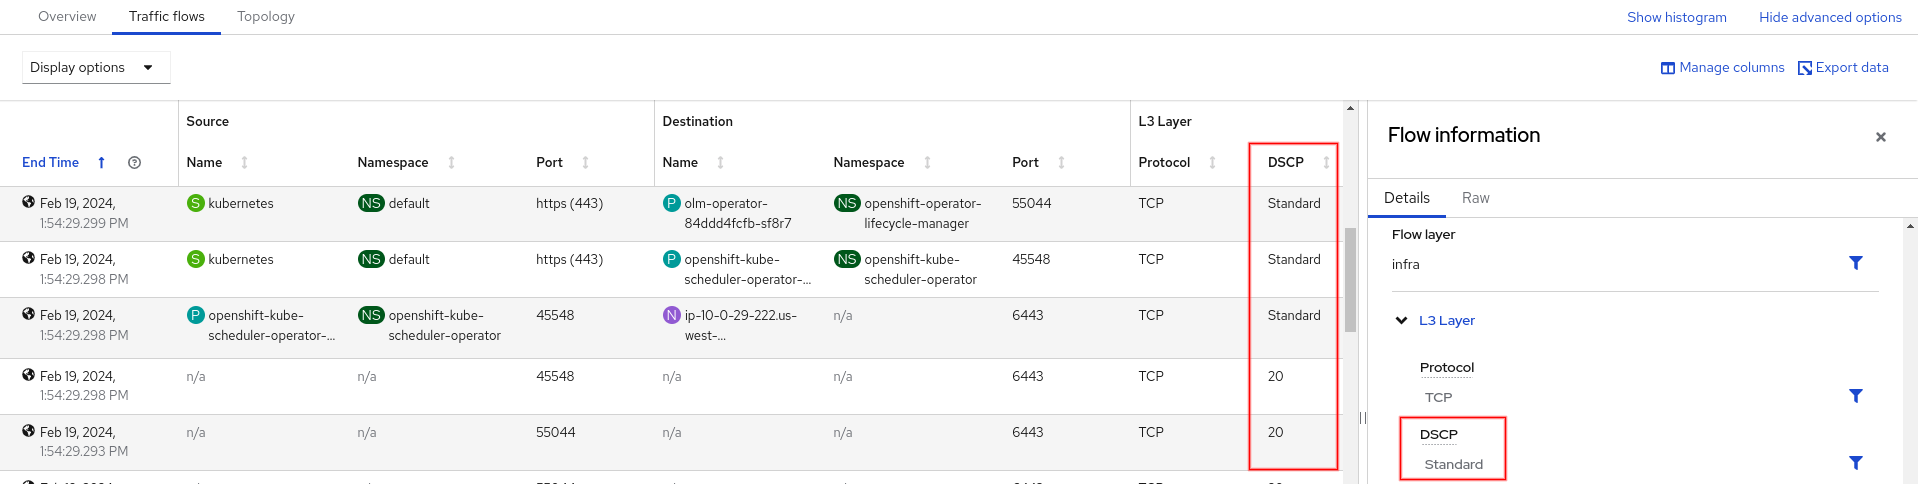 Overview Traffic flows Topology Show histogram Hide advanced options
Display options Manage columns Export data
Source Destination L3 Layer
End Time Name Namespace Port Name Namespace Port Protocol DSCP
Feb 19, 2024, S kubernetes NS default https (443) P olm-operator- NS openshift-operator- 55044 TCP Standard
1:54:29.299 PM 84ddd4fcfb-sf8r7 lifecycle-manager
Feb 19, 2024, S kubernetes NS default https (443) P openshift-kube- NS openshift-kube- 45548 TCP Standard
1:54:29.298 PM scheduler-operator-... scheduler-operator
Feb 19, 2024, P openshift-kube- NS openshift-kube- 45548 N ip-10-0-29-222.us- n/a 6443 TCP Standard
1:54:29.298 PM scheduler-operator-... scheduler-operator west-...
Feb 19, 2024, n/a n/a 45548 n/a n/a 6443 TCP 20
1:54:29.298 PM
Feb 19, 2024, n/a n/a 55044 n/a n/a 6443 TCP 20
1:54:29.293 PM
Flow information
Details Raw
Flow layer
infra
L3 Layer
Protocol
TCP
DSCP
Standard